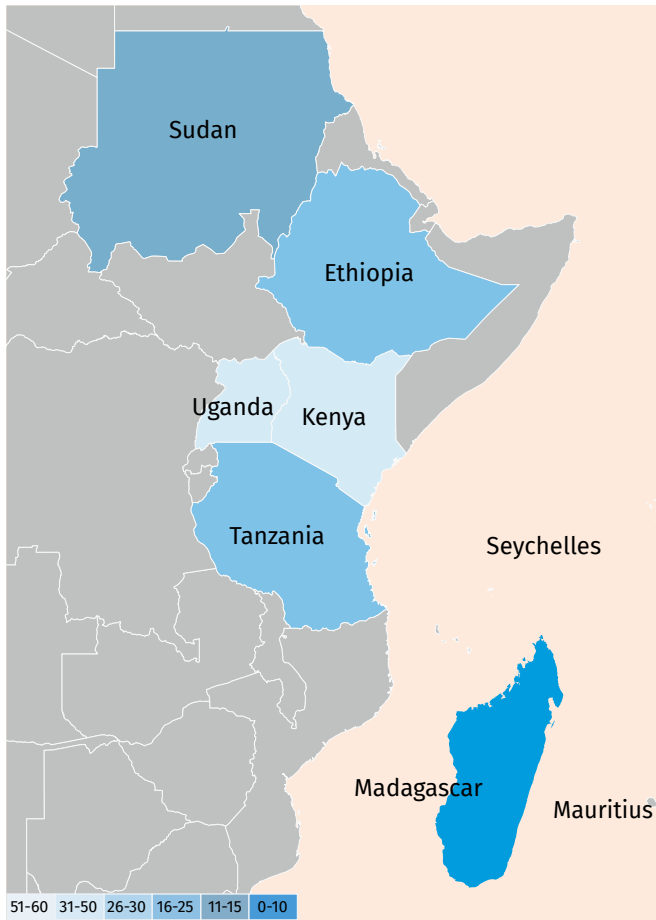 Sudan
Ethiopia
Uganda
Kenya
Tanzania
Seychelles
Madagascar
Mauritius
51-60 31-50 26-30 16-25 11-15 0-10